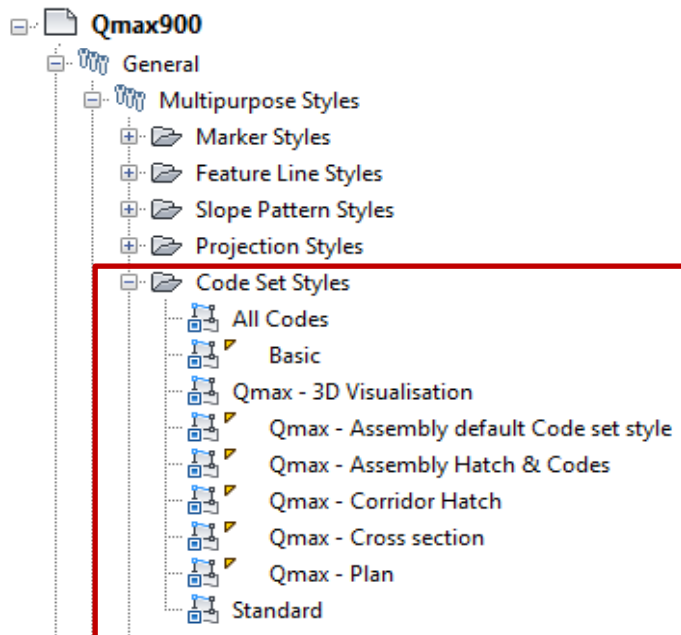 Qmax900
General
Multipurpose Styles
Marker Styles
Feature Line Styles
Slope Pattern Styles
Projection Styles
Code Set Styles
All Codes
Basic
Qmax - 3D Visualisation
Qmax - Assembly default Code set style
Qmax - Assembly Hatch & Codes
Qmax - Corridor Hatch
Qmax - Cross section
Qmax - Plan
Standard